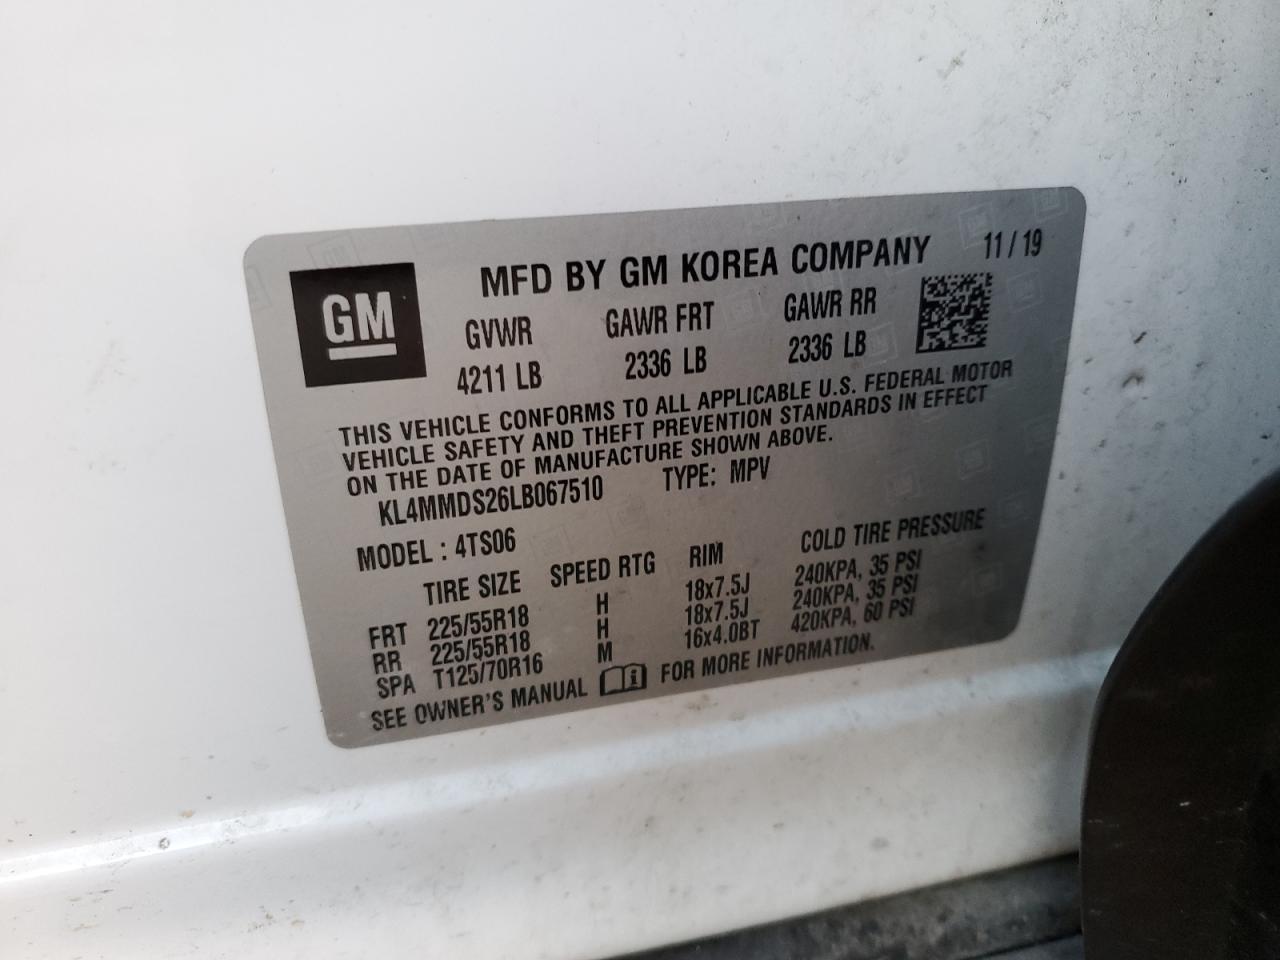 GM
MFD BY GM KOREA COMPANY 11/19
GVWR GAWR FRT GAWR RR
4211 LB 2336 LB 2336 LB
THIS VEHICLE CONFORMS TO ALL APPLICABLE U.S. FEDERAL MOTOR
VEHICLE SAFETY AND THEFT PREVENTION STANDARDS IN EFFECT
ON THE DATE OF MANUFACTURE SHOWN ABOVE.
KL4MMDS26LB067510 TYPE: MPV
MODEL : 4TS06
TIRE SIZE SPEED RTG RIM COLD TIRE PRESSURE
FRT 225/55R18 H 18x7.5J 240KPA, 35 PSI
RR 225/55R18 H 18x7.5J 240KPA, 35 PSI
SPA T125/70R16 M 16x4.0BT 420KPA, 60 PSI
SEE OWNER'S MANUAL FOR MORE INFORMATION.